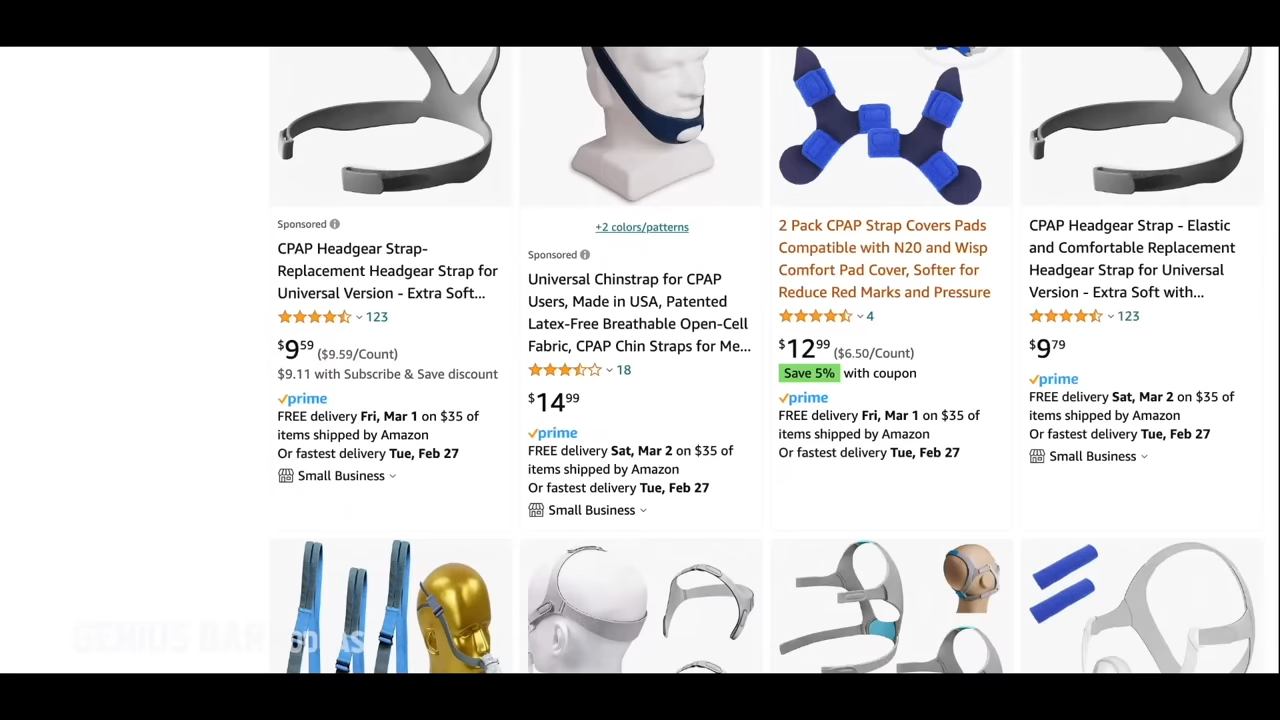 Sponsored
CPAP Headgear Strap-
Replacement Headgear Strap for
Universal Version - Extra Soft...
123
$9.59 ($9.59/Count)
$9.11 with Subscribe & Save discount
prime
FREE delivery Fri, Mar 1 on $35 of
items shipped by Amazon
Or fastest delivery Tue, Feb 27
Small Business
+2 colors/patterns
Sponsored
Universal Chinstrap for CPAP
Users, Made in USA, Patented
Latex-Free Breathable Open-Cell
Fabric, CPAP Chin Straps for Me...
18
$14.99
prime
FREE delivery Sat, Mar 2 on $35 of
items shipped by Amazon
Or fastest delivery Tue, Feb 27
Small Business
2 Pack CPAP Strap Covers Pads
Compatible with N20 and Wisp
Comfort Pad Cover, Softer for
Reduce Red Marks and Pressure
4
$12.99 ($6.50/Count)
Save 5% with coupon
prime
FREE delivery Fri, Mar 1 on $35 of
items shipped by Amazon
Or fastest delivery Tue, Feb 27
CPAP Headgear Strap - Elastic
and Comfortable Replacement
Headgear Strap for Universal
Version - Extra Soft with...
123
$9.79
prime
FREE delivery Sat, Mar 2 on $35 of
items shipped by Amazon
Or fastest delivery Tue, Feb 27
Small Business
GENIUS BAR